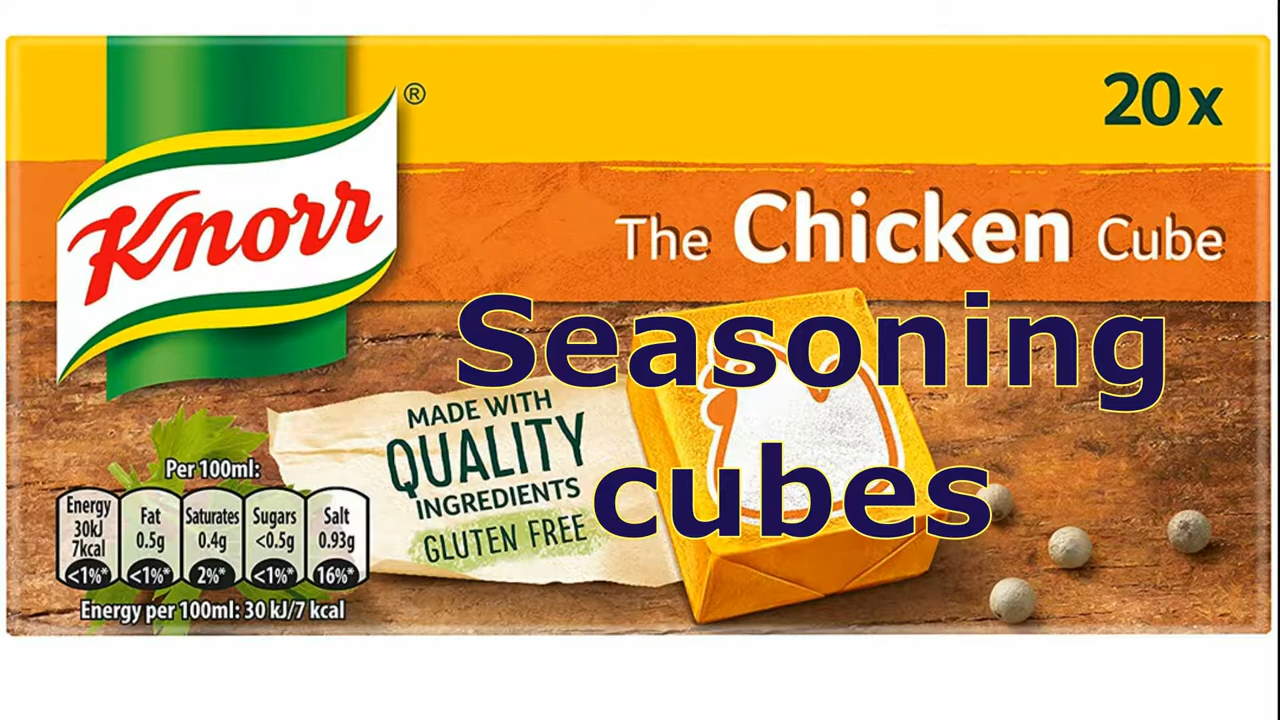 Knorr®
20x
The Chicken Cube
Seasoning
cubes
MADE WITH
QUALITY
INGREDIENTS
GLUTEN FREE
Per 100ml:
Energy Fat Saturates Sugars Salt
30kJ 0.5g 0.4g <0.5g 0.93g
7kcal
<1%* <1%* 2%* <1%* 16%*
Energy per 100ml: 30 kJ/7 kcal